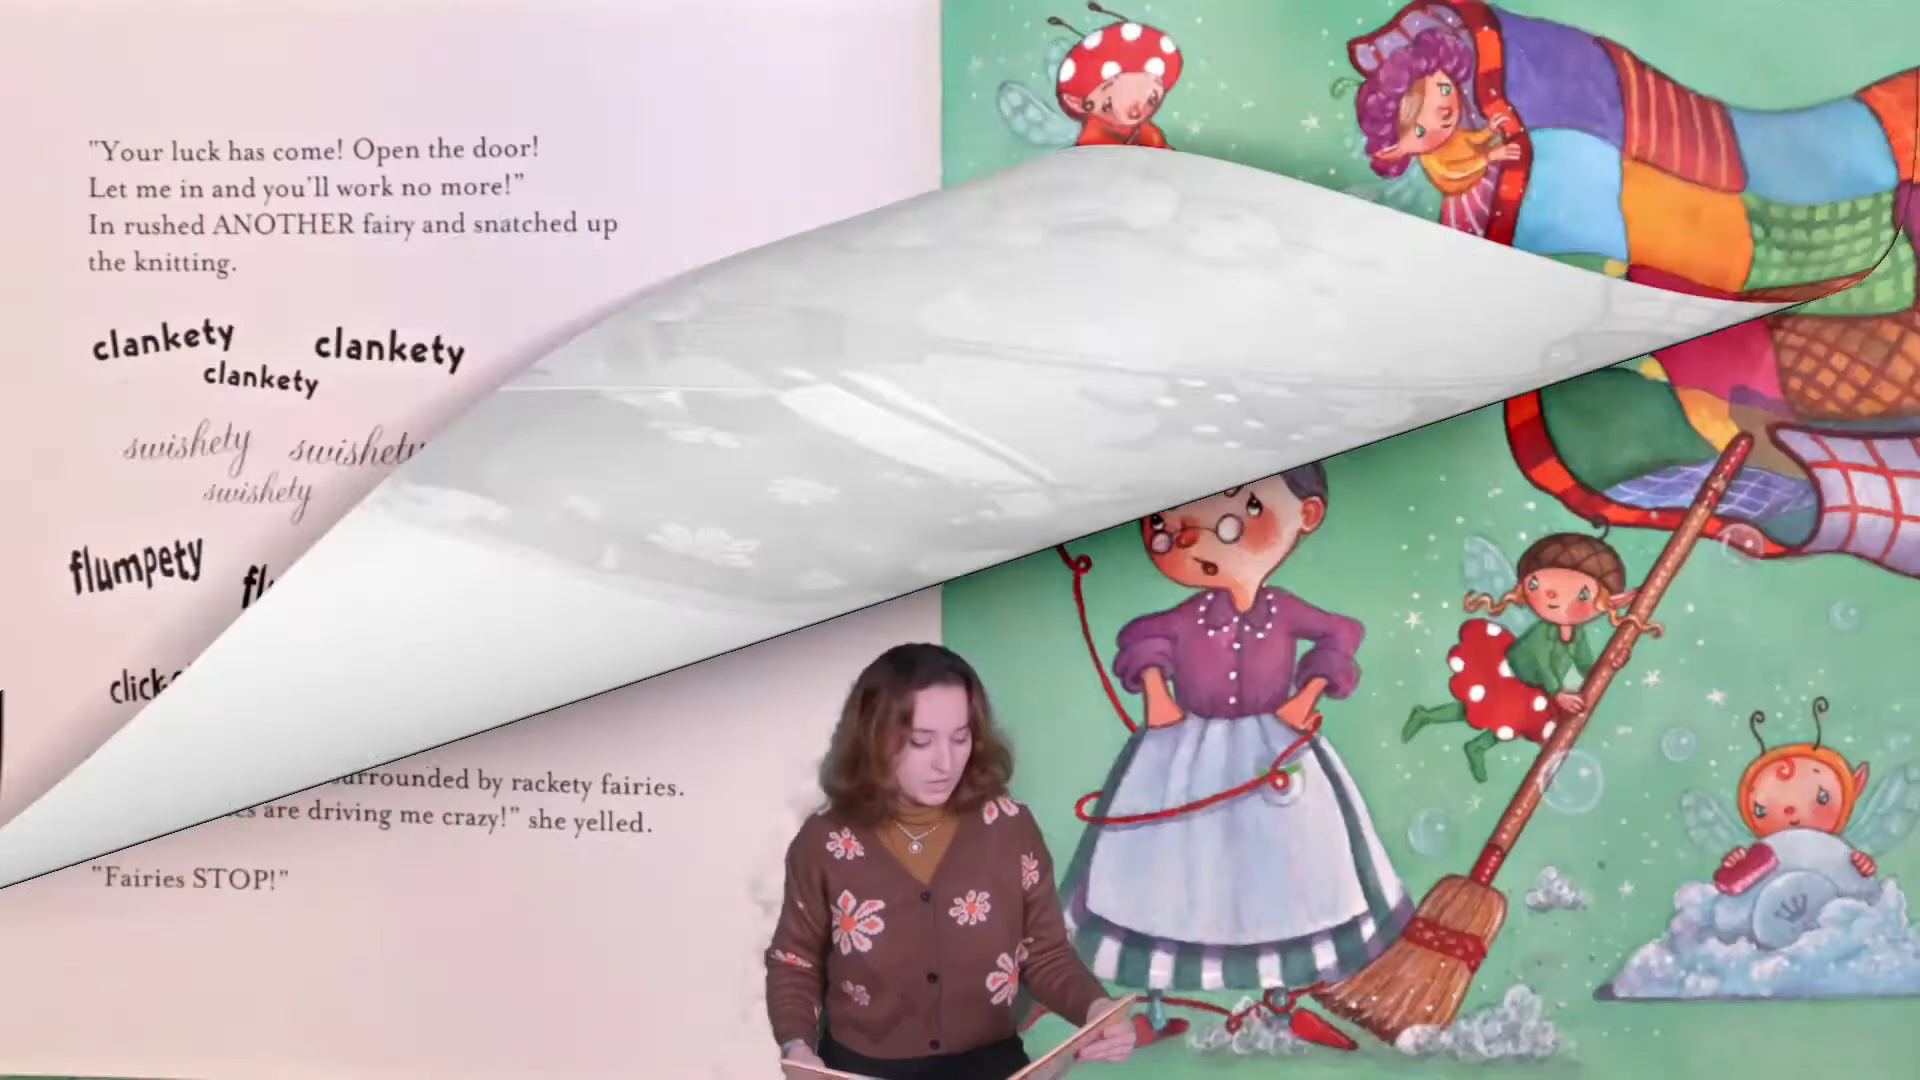 "Your luck has come! Open the door!
Let me in and you'll work no more!"
In rushed ANOTHER fairy and snatched up
the knitting.
clankety clankety
clankety
swishety swishety
swishety
flumpety
surrounded by rackety fairies.
are driving me crazy!" she yelled.
"Fairies STOP!"